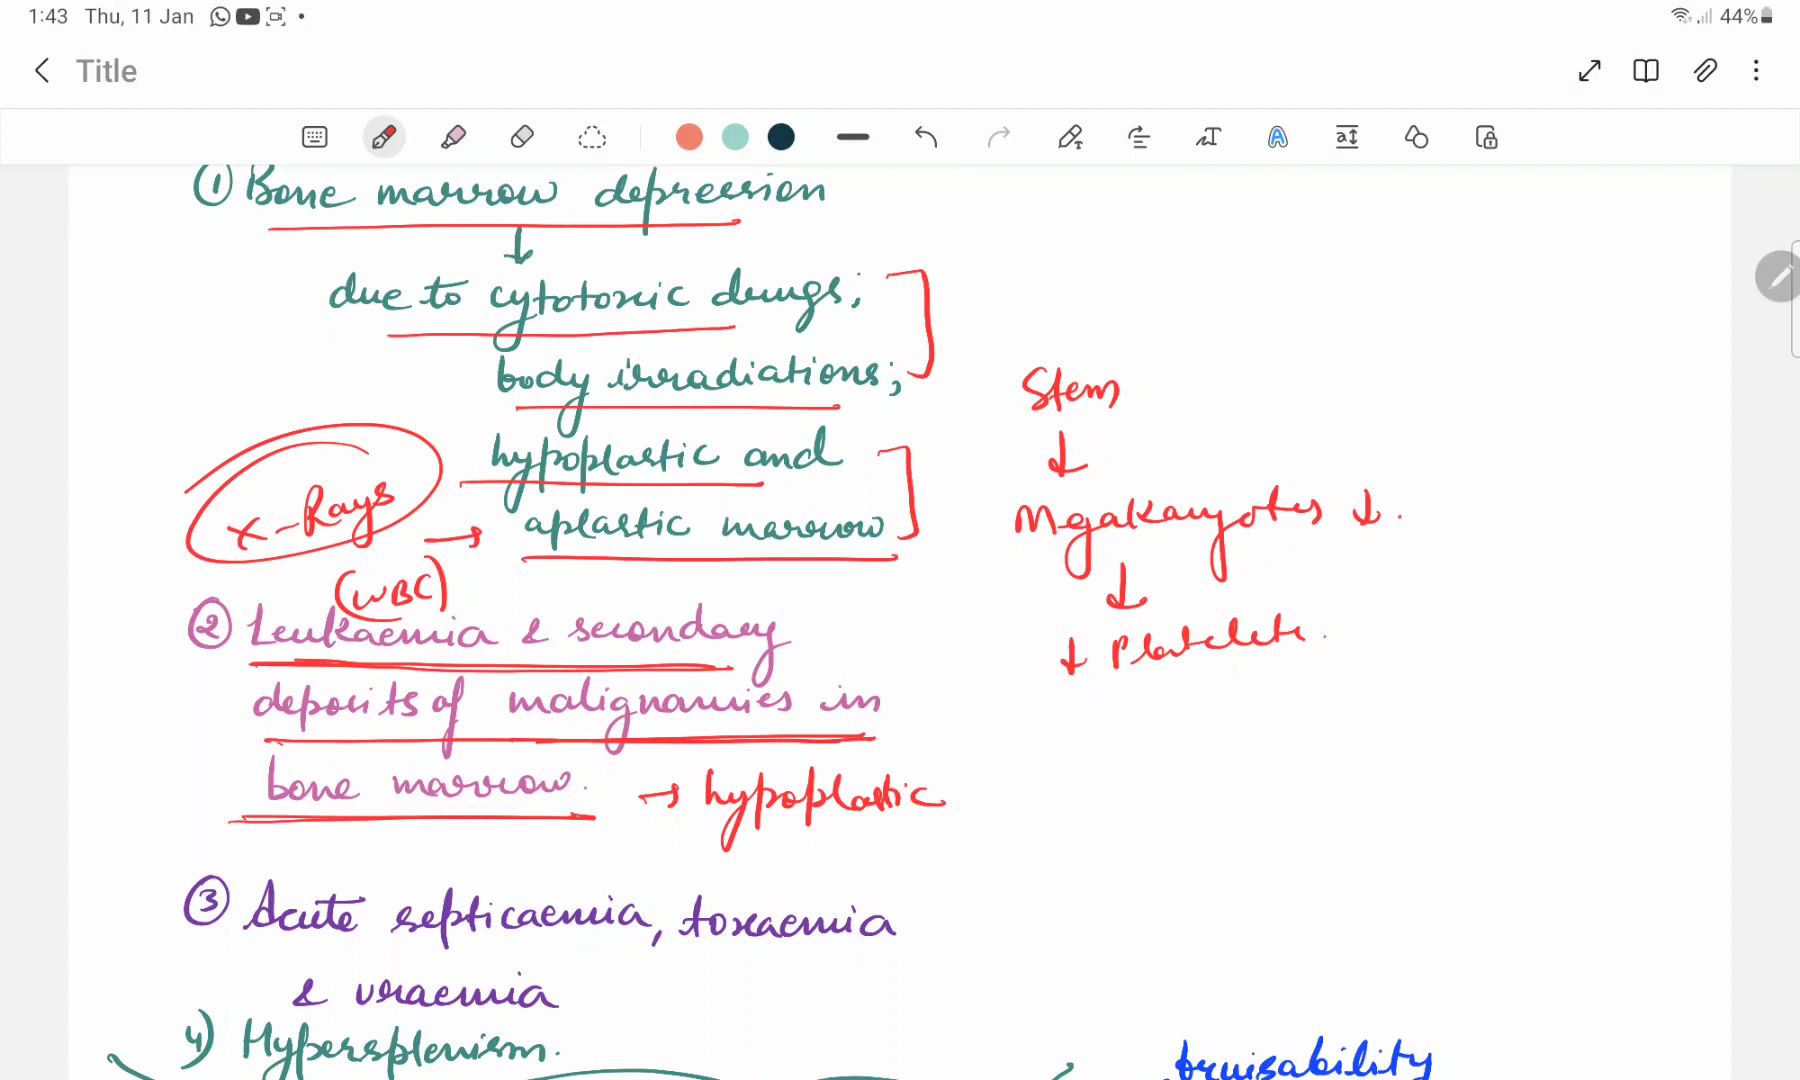 1:43 Thu, 11 Jan
44%
Title
① Bone marrow depression
↓
due to cytotoxic drugs;
body irradiations;
hypoplastic and
aplastic marrow
X-Rays →
(WBC)
Stem
↓
Mgakaryotes ↓.
↓
↓ Platelete.
② Leukaemia & secondary
deposits of malignancies in
bone marrow. → hypoplastic
③ Acute septicaemia, toxaemia
& uraemia
4) Hypersplenism.
bruisability